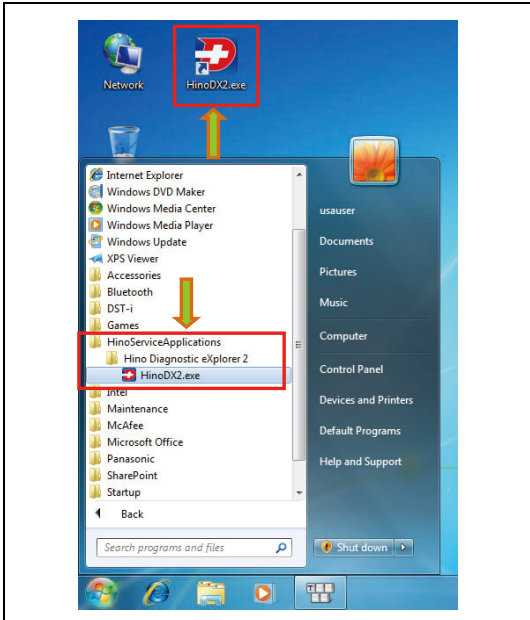 Network
HinoDX2.exe
Internet Explorer
Windows DVD Maker
Windows Media Center
Windows Media Player
Windows Update
XPS Viewer
Accessories
Bluetooth
DST-i
Games
HinoServiceApplications
Hino Diagnostic eXplorer 2
HinoDX2.exe
Intel
Maintenance
McAfee
Microsoft Office
Panasonic
SharePoint
Startup
Back
Search programs and files
usauser
Documents
Pictures
Music
Computer
Control Panel
Devices and Printers
Default Programs
Help and Support
Shut down